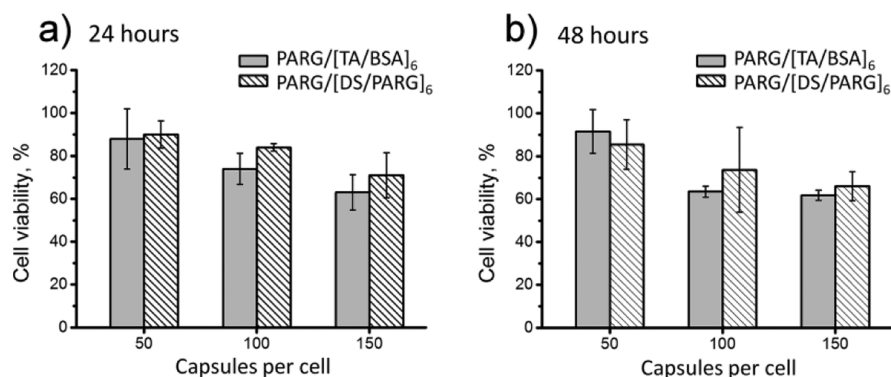 a) 24 hours
PARG/[TA/BSA]₆
PARG/[DS/PARG]₆
Cell viability, %
120
100
80
60
40
20
0
50 100 150
Capsules per cell
b) 48 hours
PARG/[TA/BSA]₆
PARG/[DS/PARG]₆
Cell viability, %
120
100
80
60
40
20
0
50 100 150
Capsules per cell